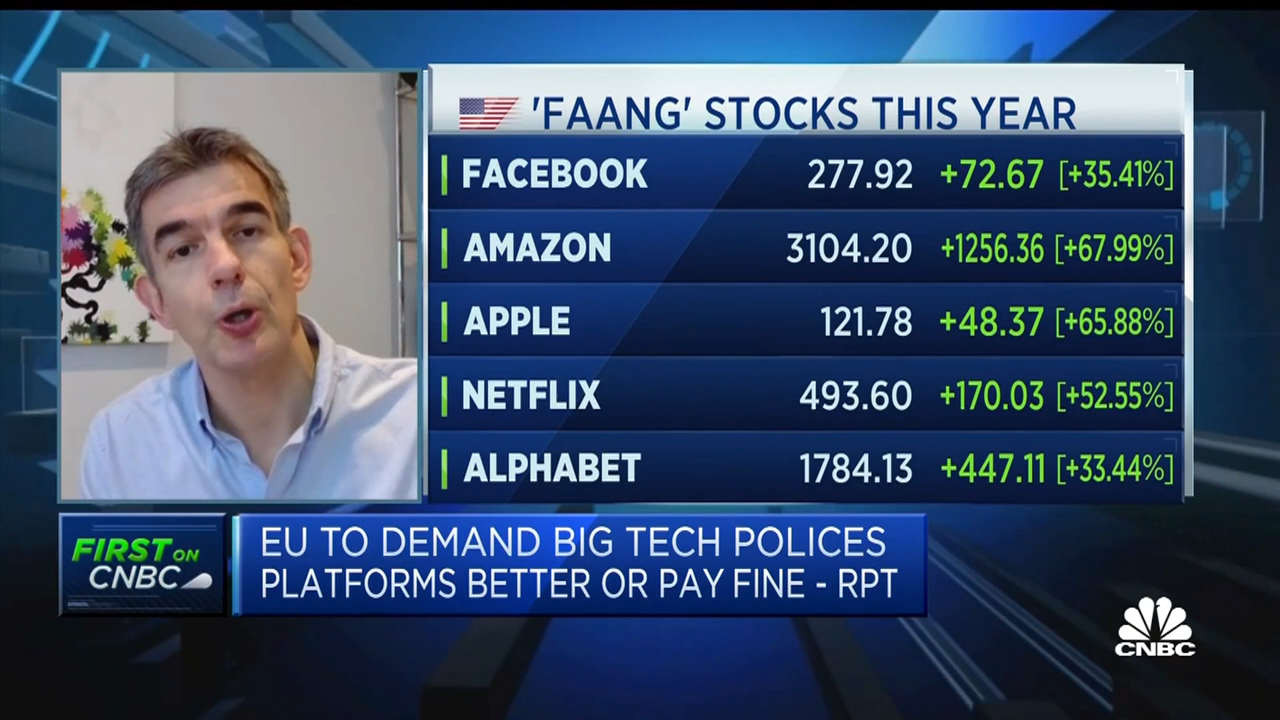 'FAANG' STOCKS THIS YEAR
FACEBOOK 277.92 +72.67 [+35.41%]
AMAZON 3104.20 +1256.36 [+67.99%]
APPLE 121.78 +48.37 [+65.88%]
NETFLIX 493.60 +170.03 [+52.55%]
ALPHABET 1784.13 +447.11 [+33.44%]
FIRST ON
CNBC
EU TO DEMAND BIG TECH POLICES
PLATFORMS BETTER OR PAY FINE - RPT
CNBC